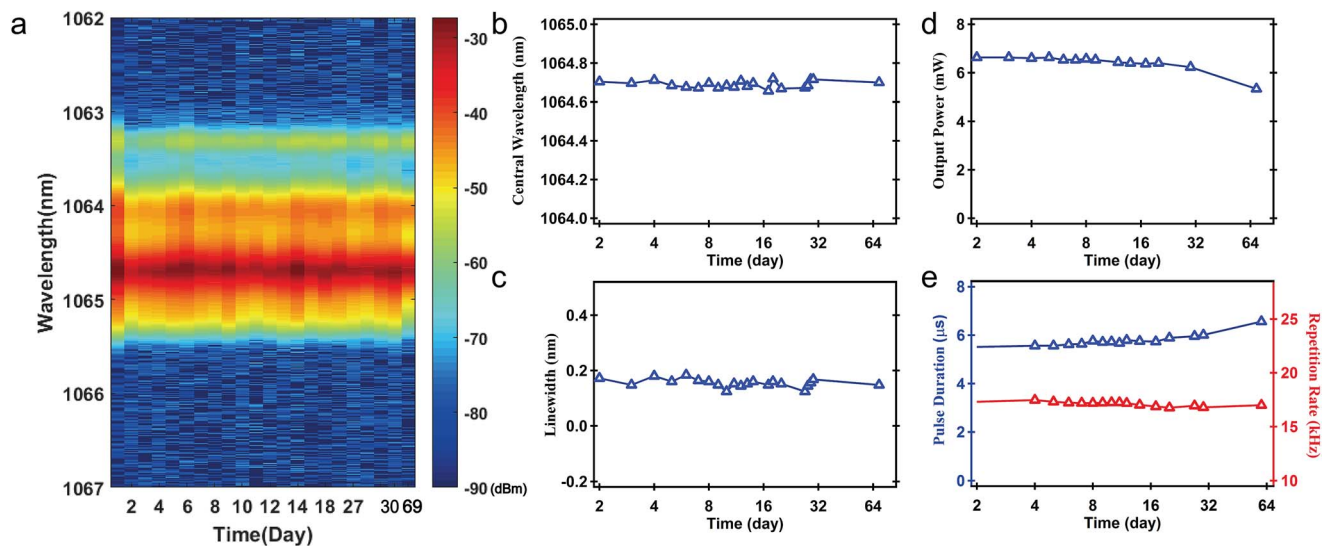 a
1062
1063
1064
1065
1066
1067
Wavelength(nm)
2 4 6 8 10 12 14 18 27 30 69
Time(Day)
-30
-40
-50
-60
-70
-80
-90 (dBm)
b
1065.0
1064.8
1064.6
1064.4
1064.2
1064.0
Central Wavelength (nm)
2 4 8 16 32 64
Time (day)
c
0.4
0.2
0.0
-0.2
Linewidth (nm)
2 4 8 16 32 64
Time (day)
d
8
6
4
2
0
Output Power (mW)
2 4 8 16 32 64
Time (day)
e
8
6
4
2
0
Pulse Duration (μs)
25
20
15
10
Repetition Rate (kHz)
2 4 8 16 32 64
Time (day)